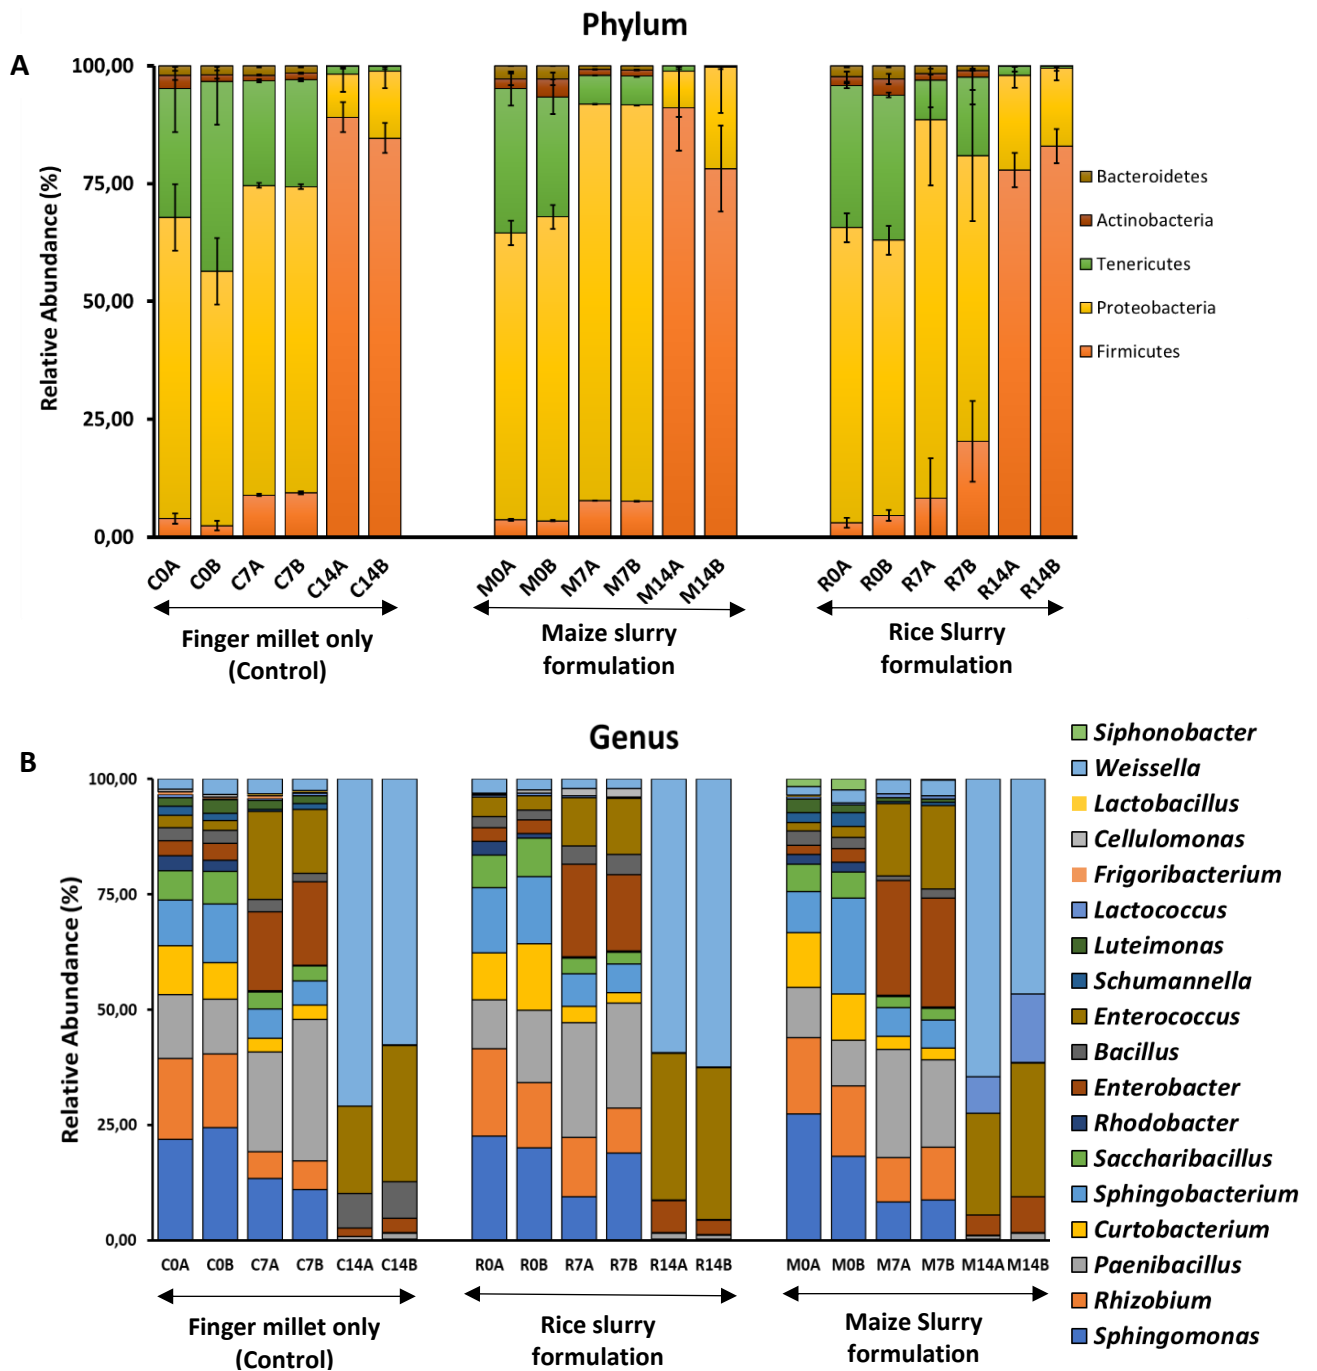 Phylum
A
100,00
75,00
50,00
25,00
0,00
Relative Abundance (%)
Bacteroidetes
Actinobacteria
Tenericutes
Proteobacteria
Firmicutes
C0A
C0B
C7A
C7B
C14A
C14B
M0A
M0B
M7A
M7B
M14A
M14B
R0A
R0B
R7A
R7B
R14A
R14B
Finger millet only
(Control)
Maize slurry
formulation
Rice Slurry
formulation
Genus
B
100,00
75,00
50,00
25,00
0,00
Relative Abundance (%)
Siphonobacter
Weissella
Lactobacillus
Cellulomonas
Frigoribacterium
Lactococcus
Luteimonas
Schumannella
Enterococcus
Bacillus
Enterobacter
Rhodobacter
Saccharibacillus
Sphingobacterium
Curtobacterium
Paenibacillus
Rhizobium
Sphingomonas
C0A C0B C7A C7B C14A C14B R0A R0B R7A R7B R14A R14B M0A M0B M7A M7B M14A M14B
Finger millet only
(Control)
Rice slurry
formulation
Maize Slurry
formulation